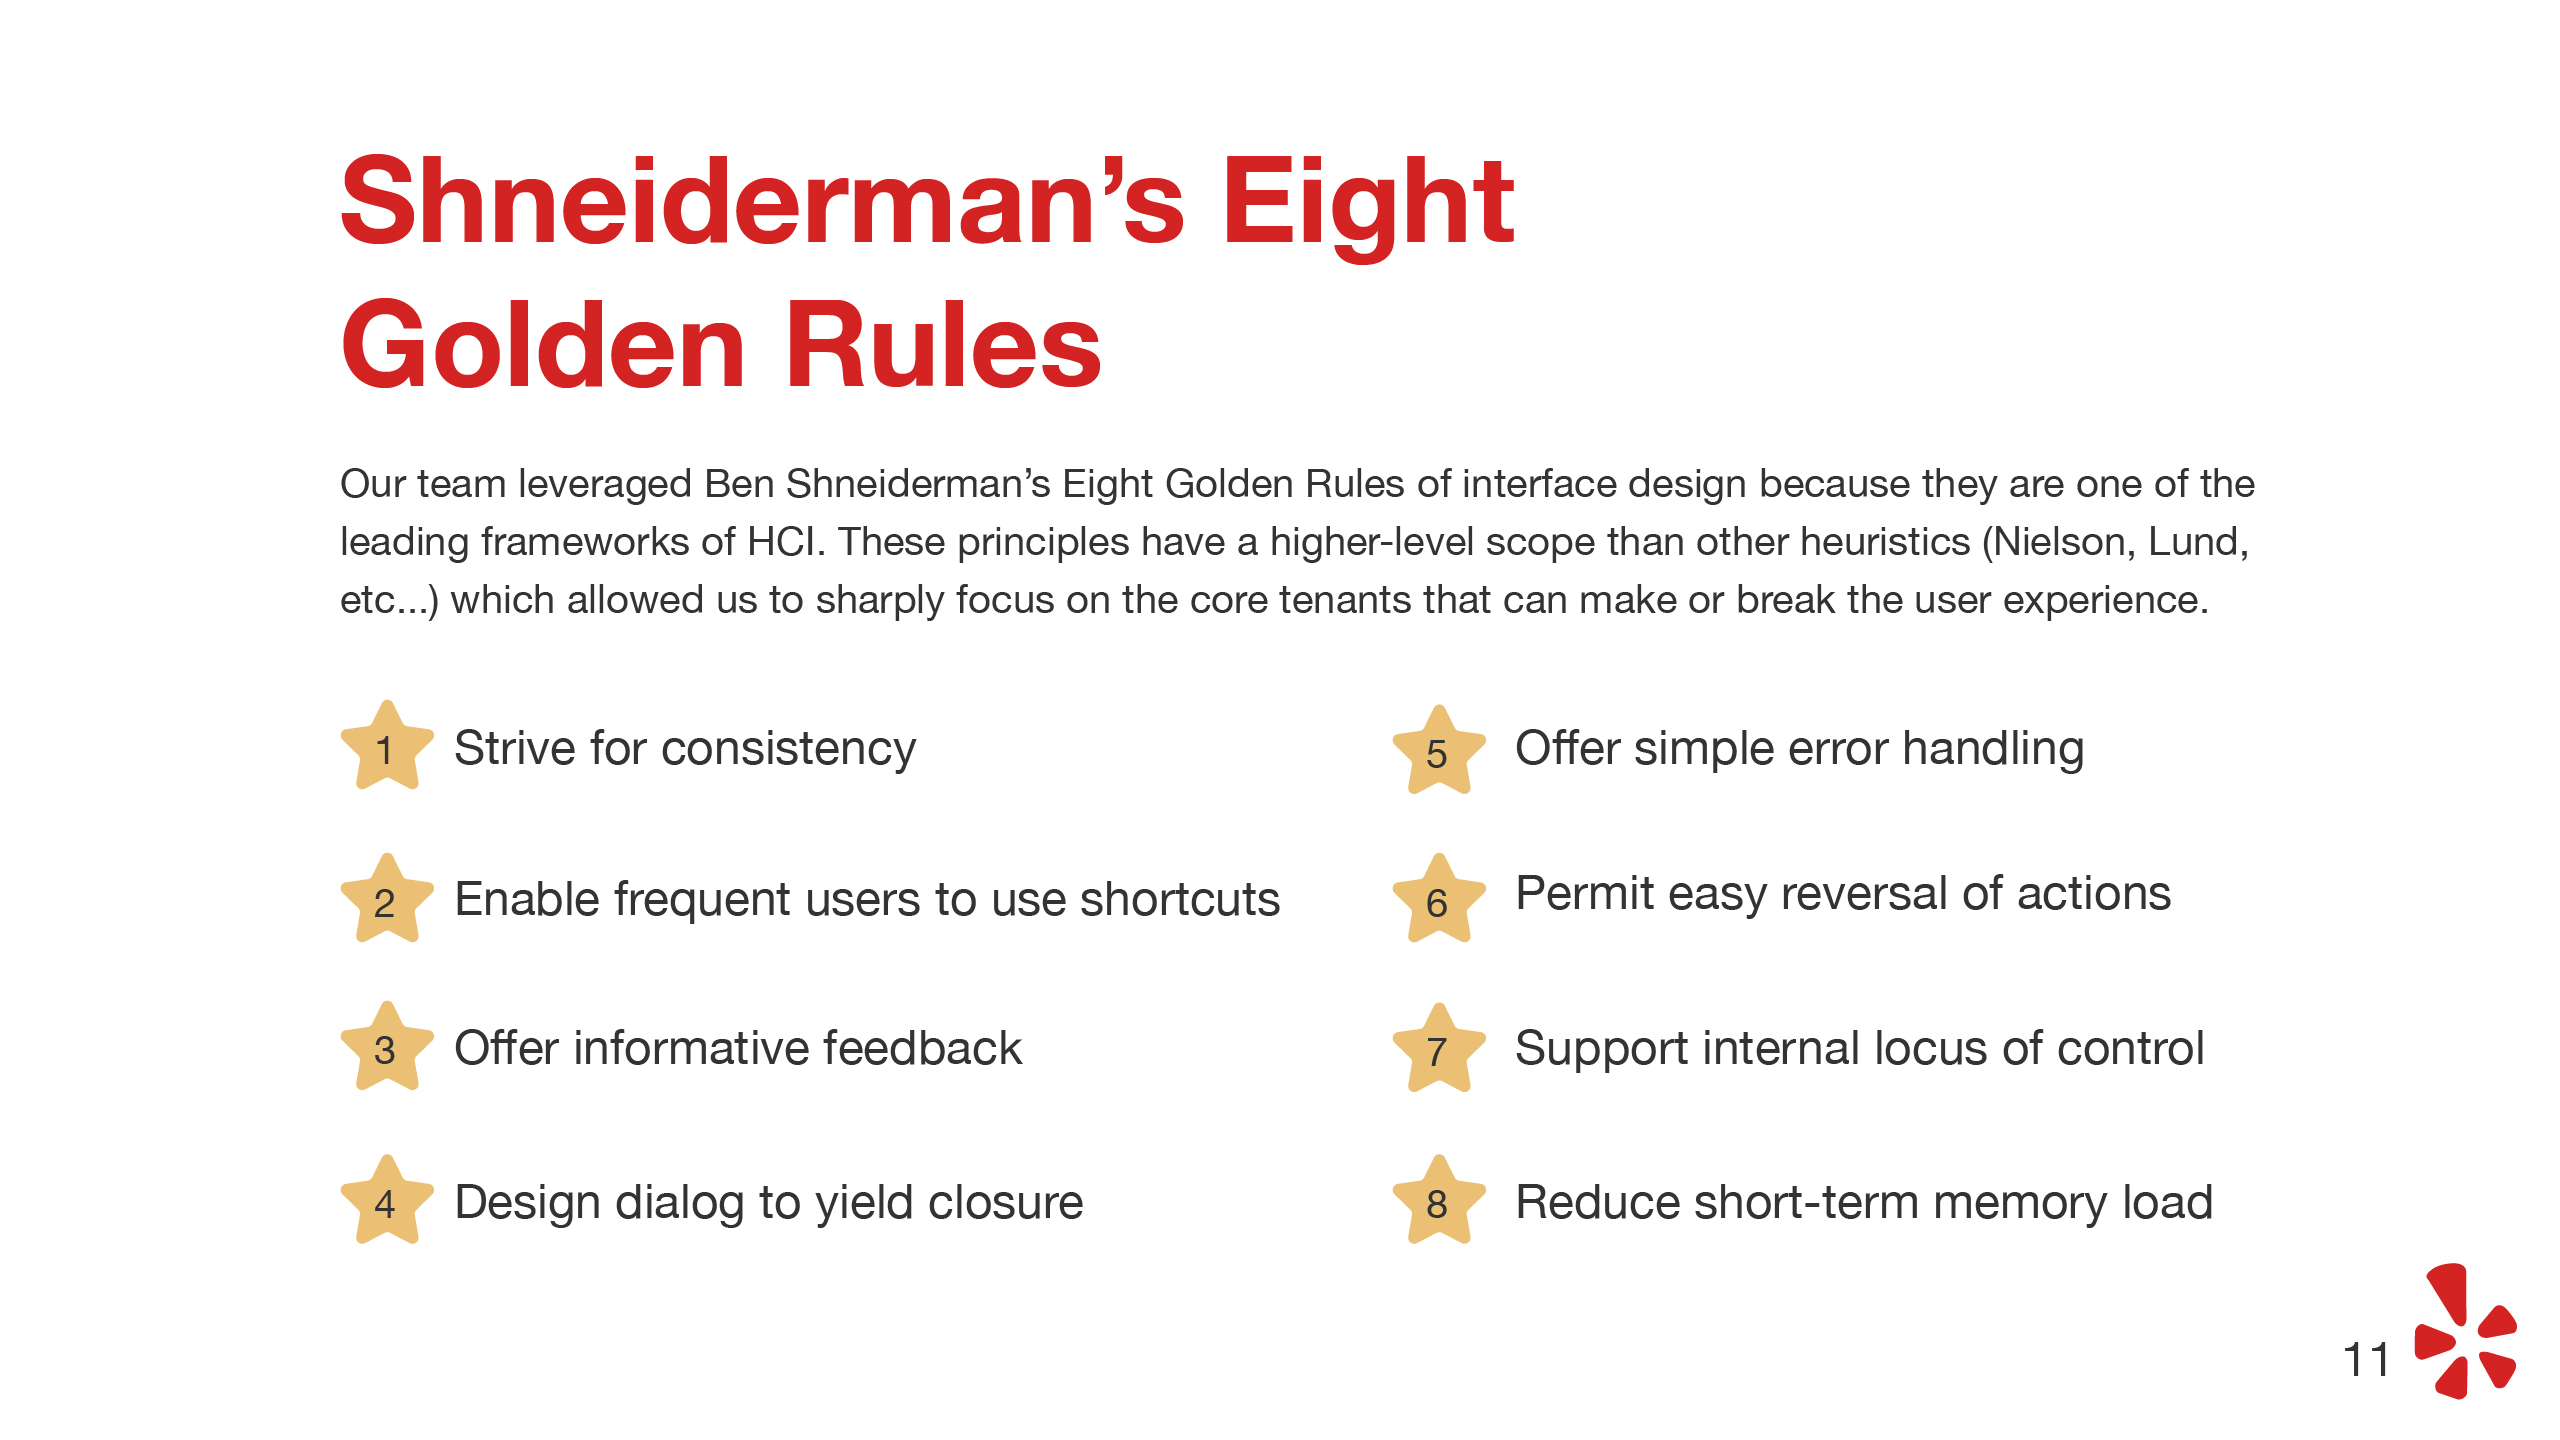 Shneiderman’s Eight
Golden Rules
Our team leveraged Ben Shneiderman’s Eight Golden Rules of interface design because they are one of the
leading frameworks of HCI. These principles have a higher-level scope than other heuristics (Nielson, Lund,
etc...) which allowed us to sharply focus on the core tenants that can make or break the user experience.
1 Strive for consistency
2 Enable frequent users to use shortcuts
3 Offer informative feedback
4 Design dialog to yield closure
5 Offer simple error handling
6 Permit easy reversal of actions
7 Support internal locus of control
8 Reduce short-term memory load
11